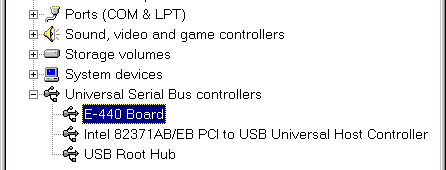 Ports (COM & LPT)
Sound, video and game controllers
Storage volumes
System devices
Universal Serial Bus controllers
E-440 Board
Intel 82371AB/EB PCI to USB Universal Host Controller
USB Root Hub